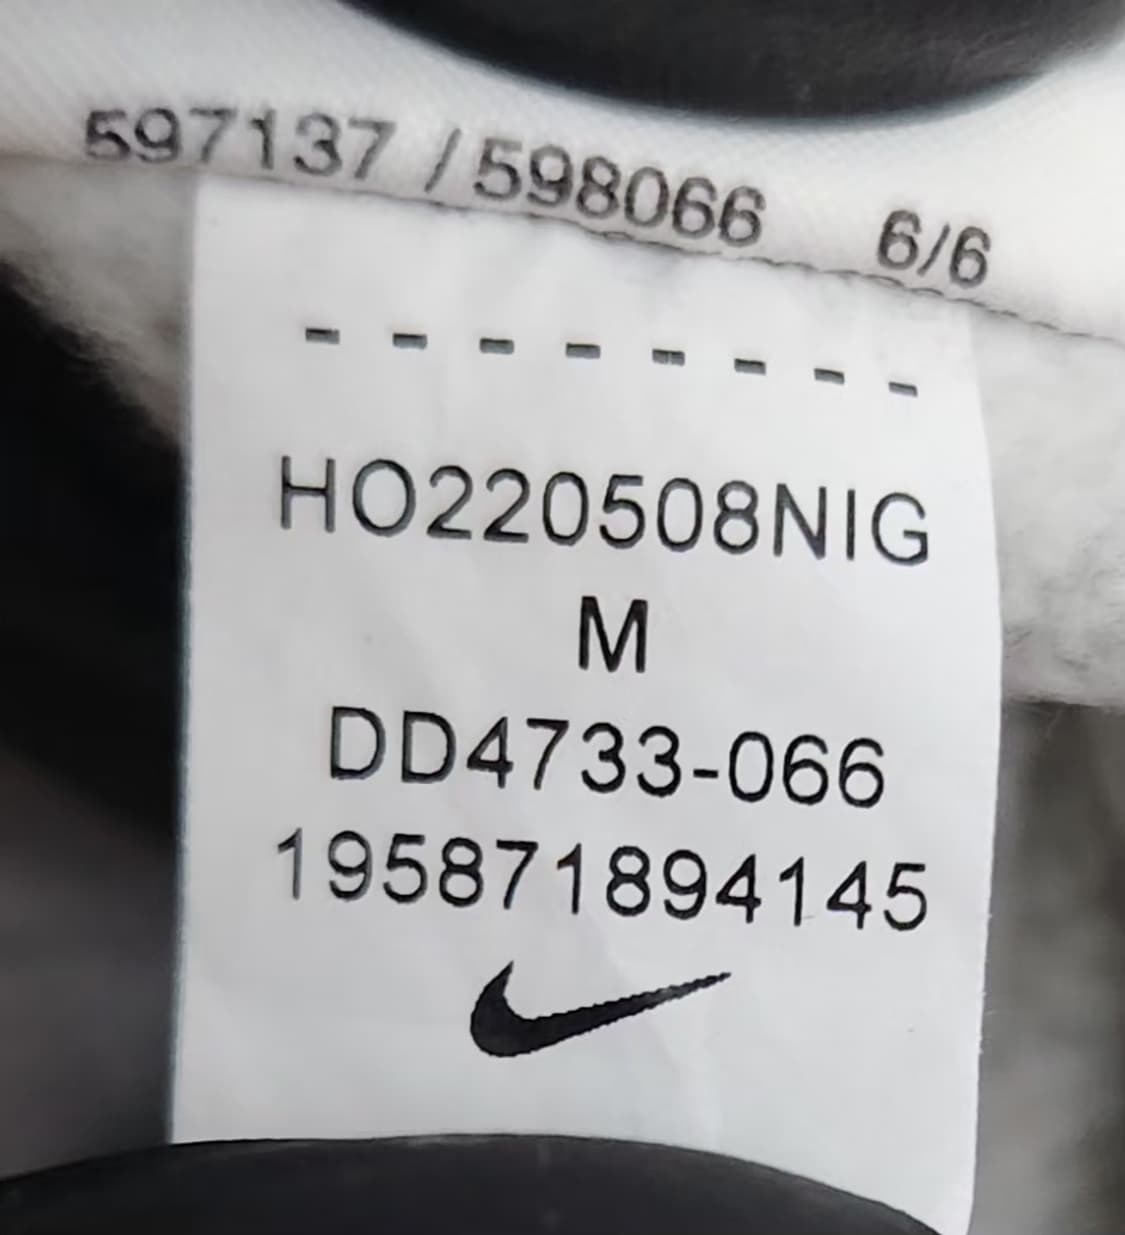 597137 / 598066 6/6
- - - - - - - -
HO220508NIG
M
DD4733-066
195871894145